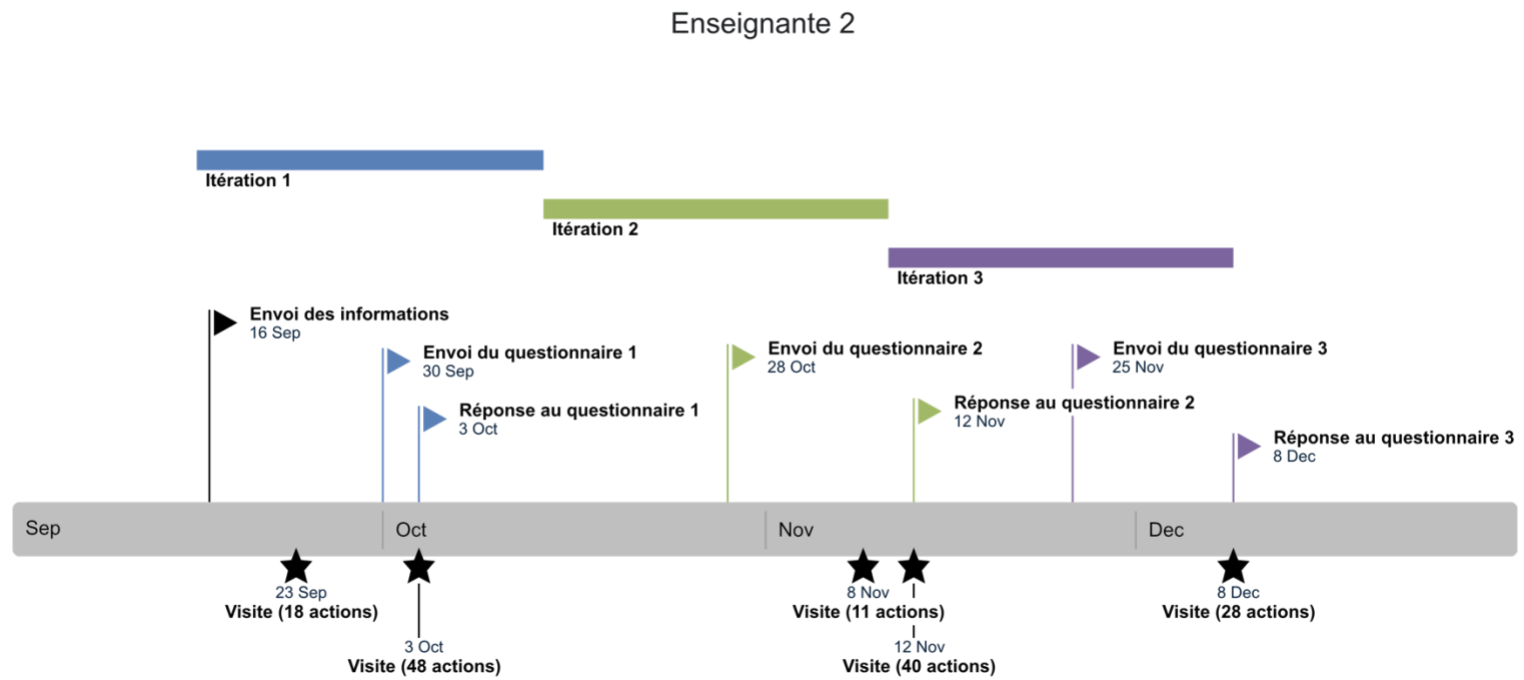 Enseignante 2
Itération 1
Itération 2
Itération 3
Envoi des informations
16 Sep
Envoi du questionnaire 1
30 Sep
Réponse au questionnaire 1
3 Oct
Envoi du questionnaire 2
28 Oct
Réponse au questionnaire 2
12 Nov
Envoi du questionnaire 3
25 Nov
Réponse au questionnaire 3
8 Dec
Sep
Oct
Nov
Dec
23 Sep
Visite (18 actions)
3 Oct
Visite (48 actions)
8 Nov
Visite (11 actions)
12 Nov
Visite (40 actions)
8 Dec
Visite (28 actions)